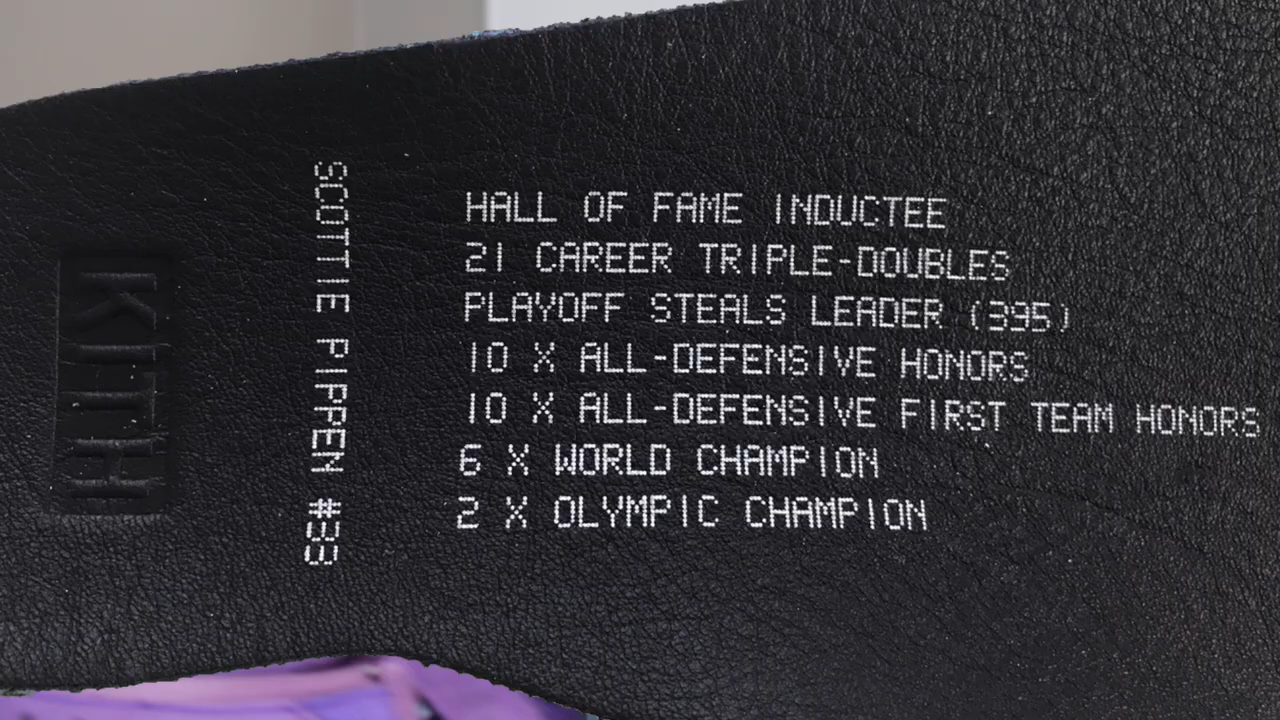 KITH
SCOTTIE PIPPEN #33
HALL OF FAME INDUCTEE
21 CAREER TRIPLE-DOUBLES
PLAYOFF STEALS LEADER (395)
10 X ALL-DEFENSIVE HONORS
10 X ALL-DEFENSIVE FIRST TEAM HONORS
6 X WORLD CHAMPION
2 X OLYMPIC CHAMPION